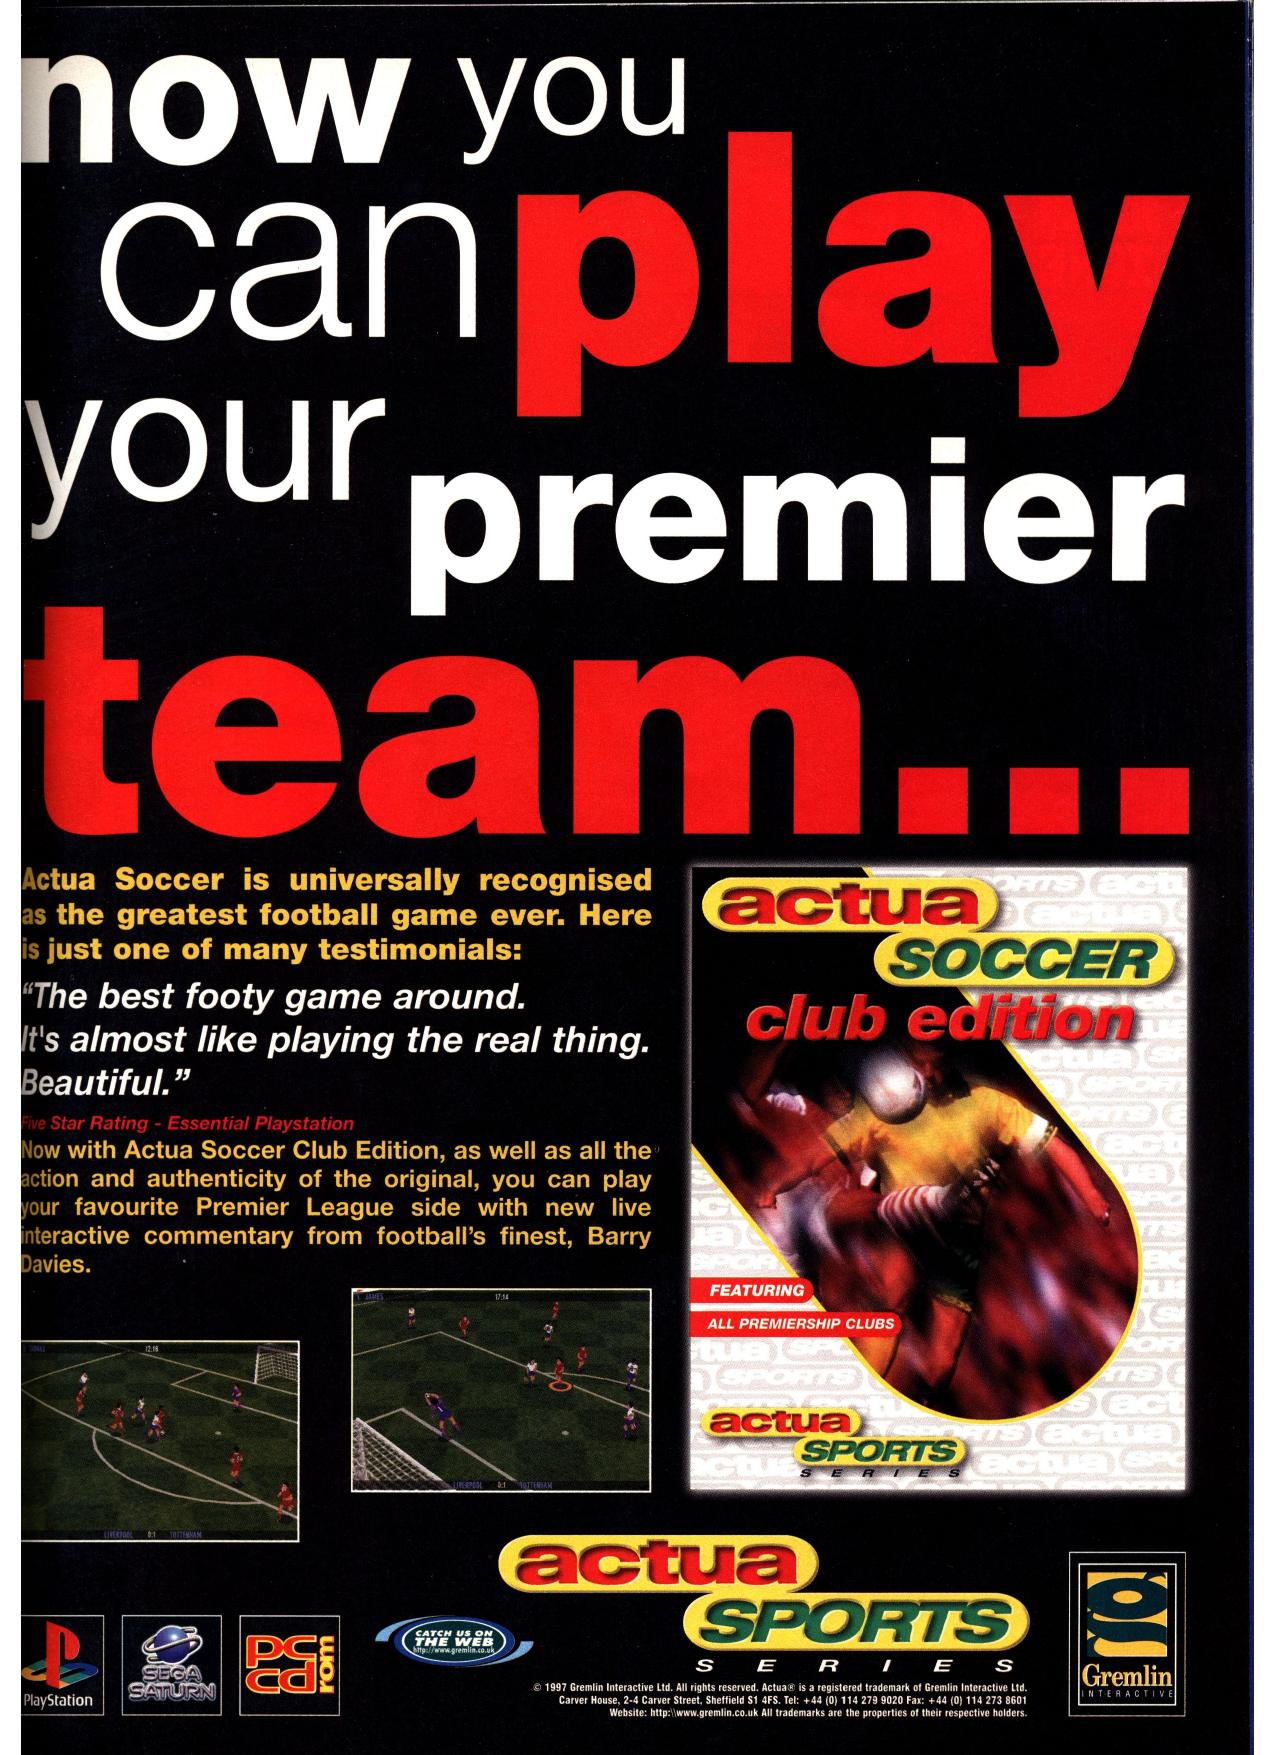 now you
can play
your premier
team...
Actua Soccer is universally recognised
as the greatest football game ever. Here
is just one of many testimonials:
“The best footy game around.
It's almost like playing the real thing.
Beautiful.”
Five Star Rating - Essential Playstation
Now with Actua Soccer Club Edition, as well as all the
action and authenticity of the original, you can play
your favourite Premier League side with new live
interactive commentary from football's finest, Barry
Davies.
actua
SOCCER
club edition
FEATURING
ALL PREMIERSHIP CLUBS
actua
SPORTS
SERIES
JAMES 17:14
LIVERPOOL 0:1 TOTTENHAM
12:16
LIVERPOOL 0:1 TOTTENHAM
actua
SPORTS
SERIES
PlayStation
SEGA
SATURN
pc
cd rom
CATCH US ON
THE WEB
http://www.gremlin.co.uk
Gremlin
INTERACTIVE
© 1997 Gremlin Interactive Ltd. All rights reserved. Actua® is a registered trademark of Gremlin Interactive Ltd.
Carver House, 2-4 Carver Street, Sheffield S1 4FS. Tel: +44 (0) 114 279 9020 Fax: +44 (0) 114 273 8601
Website: http:\\www.gremlin.co.uk All trademarks are the properties of their respective holders.